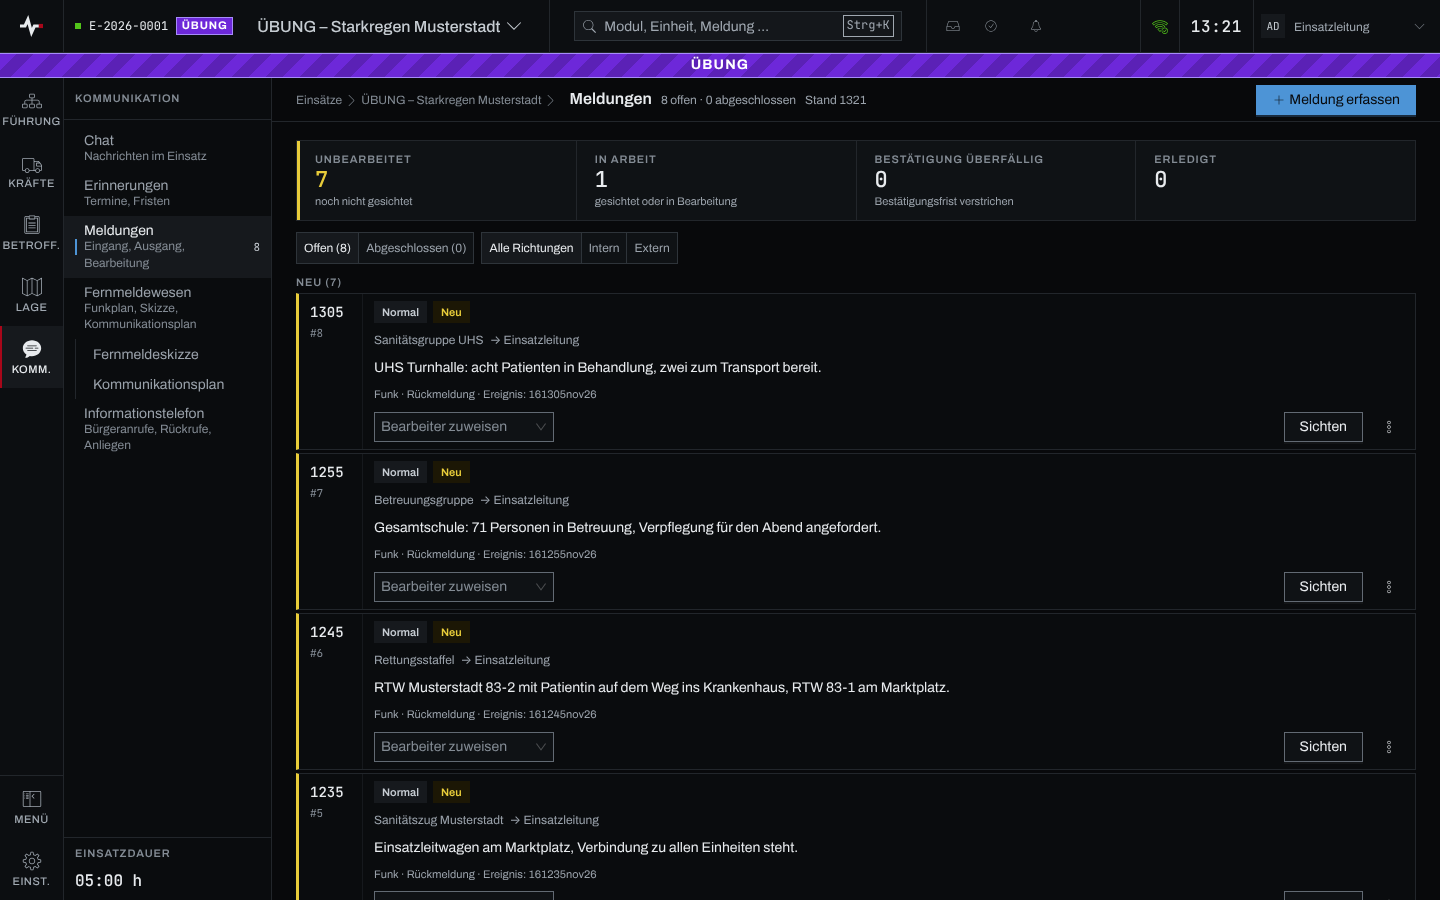 E-2026-0001 ÜBUNG ÜBUNG – Starkregen Musterstadt Modul, Einheit, Meldung ... Strg+K 13:21 AD Einsatzleitung
ÜBUNG
FÜHRUNG
KRÄFTE
BETROFF.
LAGE
KOMM.
MENÜ
EINST.
KOMMUNIKATION
Chat
Nachrichten im Einsatz
Erinnerungen
Termine, Fristen
Meldungen
Eingang, Ausgang, 8
Bearbeitung
Fernmeldewesen
Funkplan, Skizze,
Kommunikationsplan
Fernmeldeskizze
Kommunikationsplan
Informationstelefon
Bürgeranrufe, Rückrufe,
Anliegen
EINSATZDAUER
05:00 h
Einsätze ÜBUNG – Starkregen Musterstadt Meldungen 8 offen · 0 abgeschlossen Stand 1321 + Meldung erfassen
UNBEARBEITET
7
noch nicht gesichtet
IN ARBEIT
1
gesichtet oder in Bearbeitung
BESTÄTIGUNG ÜBERFÄLLIG
0
Bestätigungsfrist verstrichen
ERLEDIGT
0
Offen (8) Abgeschlossen (0) Alle Richtungen Intern Extern
NEU (7)
1305 Normal Neu
#8 Sanitätsgruppe UHS → Einsatzleitung
UHS Turnhalle: acht Patienten in Behandlung, zwei zum Transport bereit.
Funk · Rückmeldung · Ereignis: 161305nov26
Bearbeiter zuweisen Sichten
1255 Normal Neu
#7 Betreuungsgruppe → Einsatzleitung
Gesamtschule: 71 Personen in Betreuung, Verpflegung für den Abend angefordert.
Funk · Rückmeldung · Ereignis: 161255nov26
Bearbeiter zuweisen Sichten
1245 Normal Neu
#6 Rettungsstaffel → Einsatzleitung
RTW Musterstadt 83-2 mit Patientin auf dem Weg ins Krankenhaus, RTW 83-1 am Marktplatz.
Funk · Rückmeldung · Ereignis: 161245nov26
Bearbeiter zuweisen Sichten
1235 Normal Neu
#5 Sanitätszug Musterstadt → Einsatzleitung
Einsatzleitwagen am Marktplatz, Verbindung zu allen Einheiten steht.
Funk · Rückmeldung · Ereignis: 161235nov26